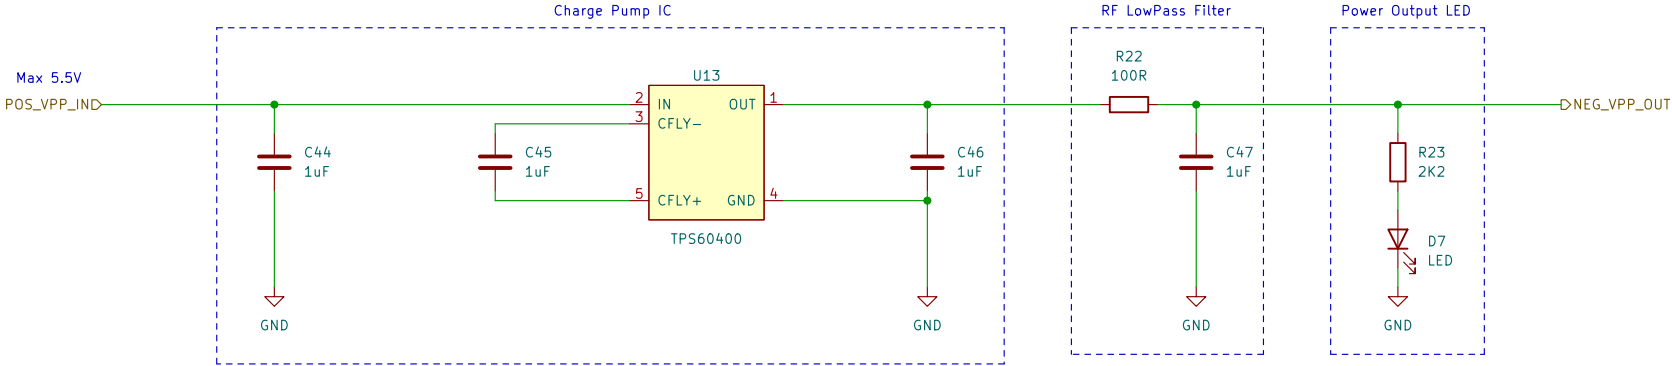 Charge Pump IC
RF LowPass Filter
Power Output LED
Max 5.5V
POS_VPP_IN
U13
2
IN
OUT
1
3
CFLY-
5
CFLY+
GND
4
TPS60400
C44
1uF
C45
1uF
C46
1uF
R22
100R
C47
1uF
R23
2K2
D7
LED
NEG_VPP_OUT
GND
GND
GND
GND